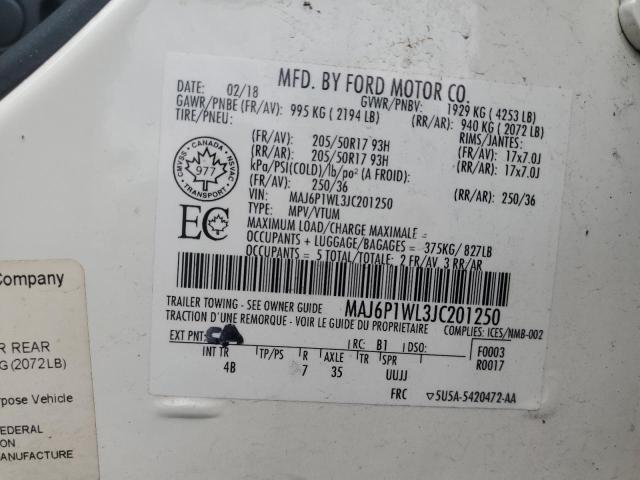 MFD. BY FORD MOTOR CO.
DATE: 02/18 GVWR/PNBV: 1929 KG ( 4253 LB)
GAWR/PNBE (FR/AV): 995 KG ( 2194 LB) (RR/AR): 940 KG ( 2072 LB)
TIRE/PNEU: RIMS/JANTES:
(FR/AV): 205/50R17 93H (FR/AV): 17x7.0J
(RR/AR): 205/50R17 93H (RR/AR): 17x7.0J
kPa/PSI(COLD)/lb/po² (A FROID):
(FR/AV): 250/36 (RR/AR): 250/36
VIN: MAJ6P1WL3JC201250
TYPE: MPV/VTUM
MAXIMUM LOAD/CHARGE MAXIMALE =
OCCUPANTS + LUGGAGE/BAGAGES = 375KG/ 827LB
OCCUPANTS = 5 TOTAL/TOTALE: 2 FR/AV, 3 RR/AR
CANADA
CMVSS NSVAC
977
TRANSPORT
EC
MAJ6P1WL3JC201250
TRAILER TOWING - SEE OWNER GUIDE
TRACTION D'UNE REMORQUE - VOIR LE GUIDE DU PROPRIETAIRE
COMPLIES: ICES/NMB-002
EXT PNT: RC: B1 DSO: F0003
INT TR TP/PS R AXLE TR SPR R0017
4B 7 35 UUJJ
FRC 5U5A-5420472-AA
Company
R REAR
G (2072LB)
rpose Vehicle
FEDERAL
ON
MANUFACTURE